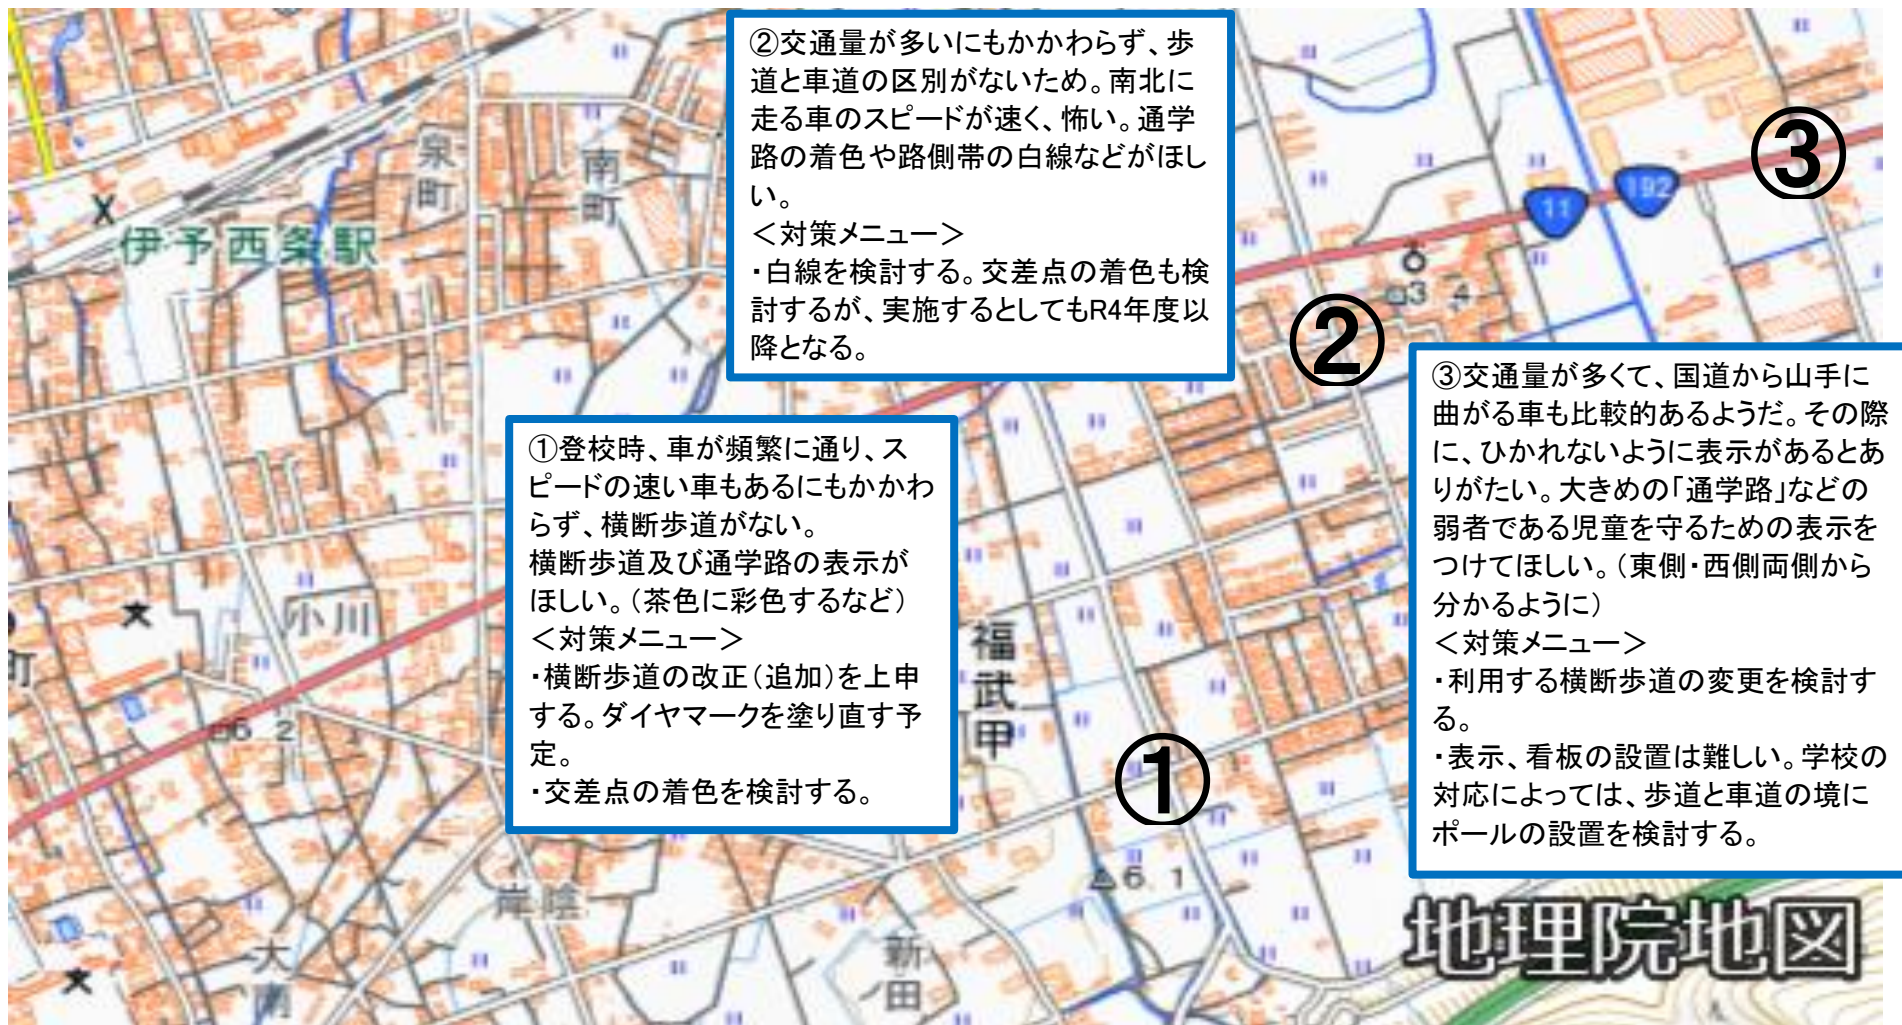 ②交通量が多いにもかかわらず、歩
道と車道の区別がないため。南北に
走る車のスピードが速く、怖い。通学
路の着色や路側帯の白線などがほし
い。
＜対策メニュー＞
・白線を検討する。交差点の着色も検
討するが、実施するとしてもR4年度以
降となる。
③
192
11
泉町
南町
伊予西条駅
3 4
②
①登校時、車が頻繁に通り、ス
ピードの速い車もあるにもかかわ
らず、横断歩道がない。
横断歩道及び通学路の表示が
ほしい。（茶色に彩色するなど）
＜対策メニュー＞
・横断歩道の改正（追加）を上申
する。ダイヤマークを塗り直す予
定。
・交差点の着色を検討する。
③交通量が多くて、国道から山手に
曲がる車も比較的あるようだ。その際
に、ひかれないように表示があるとあ
りがたい。大きめの「通学路」などの
弱者である児童を守るための表示を
つけてほしい。（東側・西側両側から
分かるように）
＜対策メニュー＞
・利用する横断歩道の変更を検討す
る。
・表示、看板の設置は難しい。学校の
対応によっては、歩道と車道の境に
ポールの設置を検討する。
小川
町
福武甲
5 2
①
6 1
岸陰
新田
大南
地理院地図